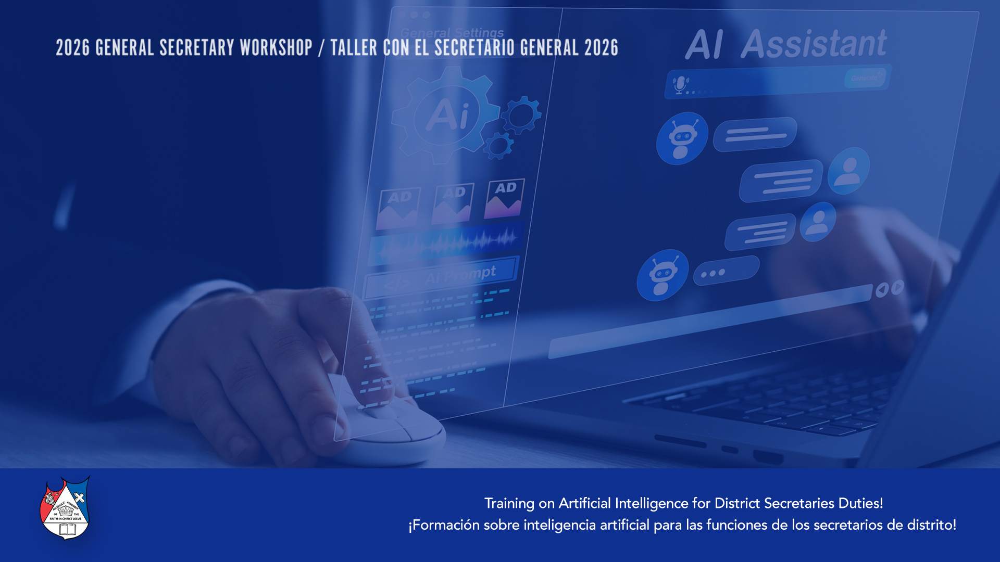 General Settings
2026 GENERAL SECRETARY WORKSHOP / TALLER CON EL SECRETARIO GENERAL 2026
AI Assistant
Generate
Ai
AD AD AD
</> Ai Prompt
APOSTOLIC ASSEMBLY
OF THE
FAITH IN CHRIST JESUS
Training on Artificial Intelligence for District Secretaries Duties!
¡Formación sobre inteligencia artificial para las funciones de los secretarios de distrito!